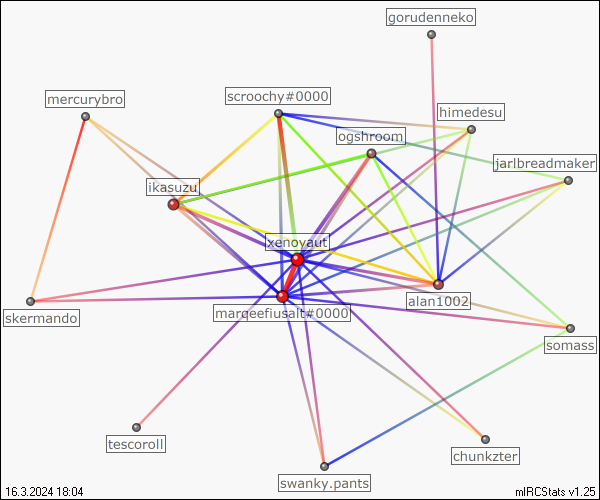 gorudenneko
scroochy#0000
mercurybro
himedesu
ogshroom
jarlbreadmaker
ikasuzu
xenoyaut
alan1002
marqeefiusalt#0000
skermando
somass
tescoroll
chunkzter
swanky.pants
16.3.2024 18:04
mIRCStats v1.25